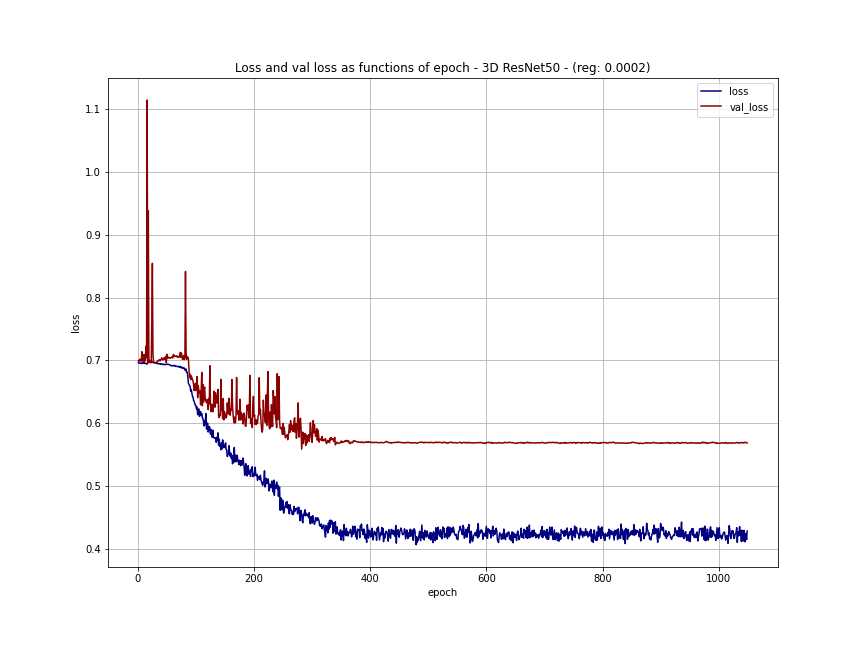 Loss and val loss as functions of epoch - 3D ResNet50 - (reg: 0.0002)
loss
val_loss
1.1
1.0
0.9
0.8
0.7
0.6
0.5
0.4
loss
0 200 400 600 800 1000
epoch